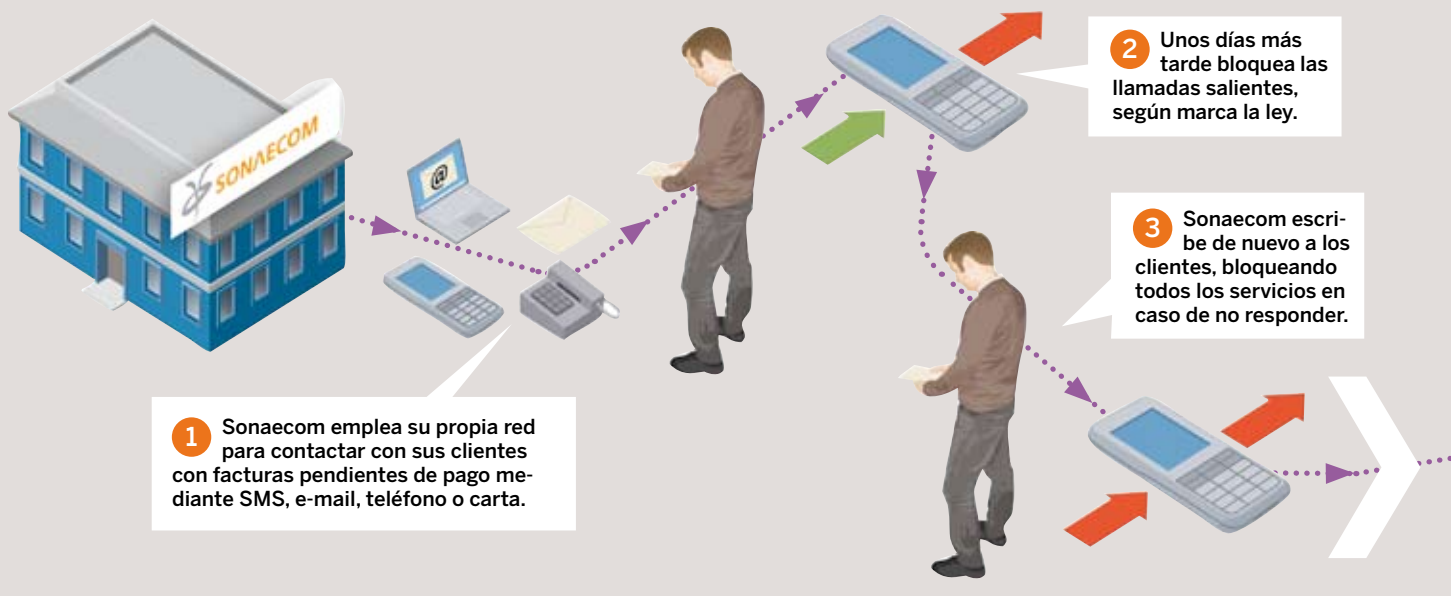 SONAECOM
@
1 Sonaecom emplea su propia red
para contactar con sus clientes
con facturas pendientes de pago me-
diante SMS, e-mail, teléfono o carta.
2 Unos días más
tarde bloquea las
llamadas salientes,
según marca la ley.
3 Sonaecom escri-
be de nuevo a los
clientes, bloqueando
todos los servicios en
caso de no responder.